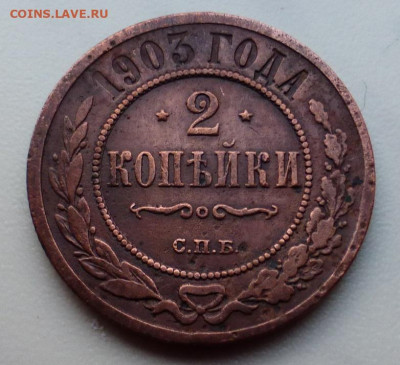 COINS.LAVE.RU
1903 ГОДА
* 2 *
КОПѢЙКИ
С.П.Б.